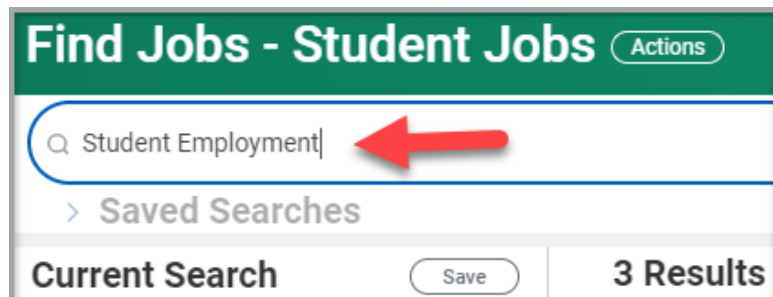 Find Jobs - Student Jobs Actions
Student Employment
Saved Searches
Current Search Save 3 Results